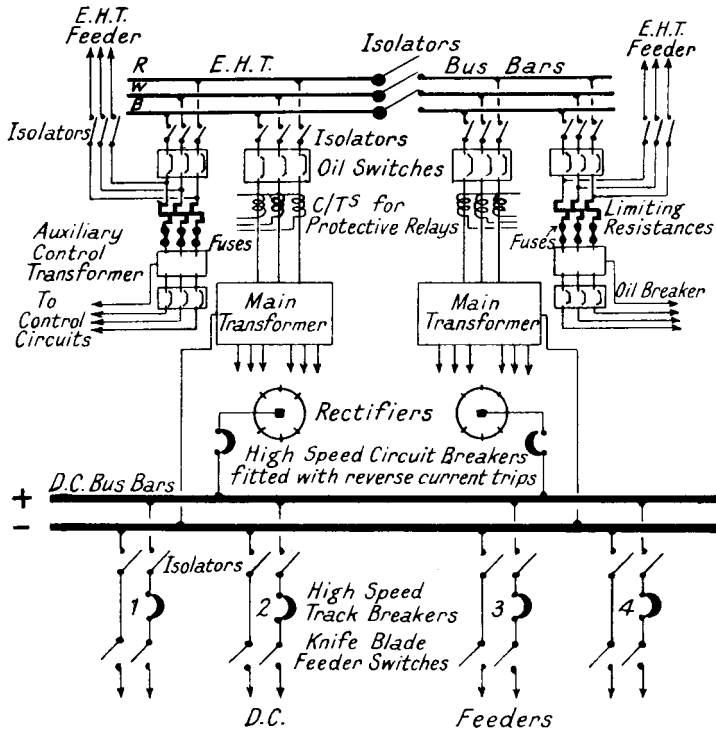 E.H.T.
Feeder
E.H.T.
Feeder
Isolators
R
E.H.T.
Bus Bars
W
B
Isolators
Isolators
Oil Switches
C/TS for
Protective Relays
Limiting
Resistances
Fuses
Fuses
Auxiliary
Control
Transformer
Oil Breaker
To
Control
Circuits
Main
Transformer
Main
Transformer
Rectifiers
High Speed Circuit Breakers
fitted with reverse current trips
D.C. Bus Bars
+
−
Isolators
1
2
3
4
High Speed
Track Breakers
Knife Blade
Feeder Switches
D.C.
Feeders